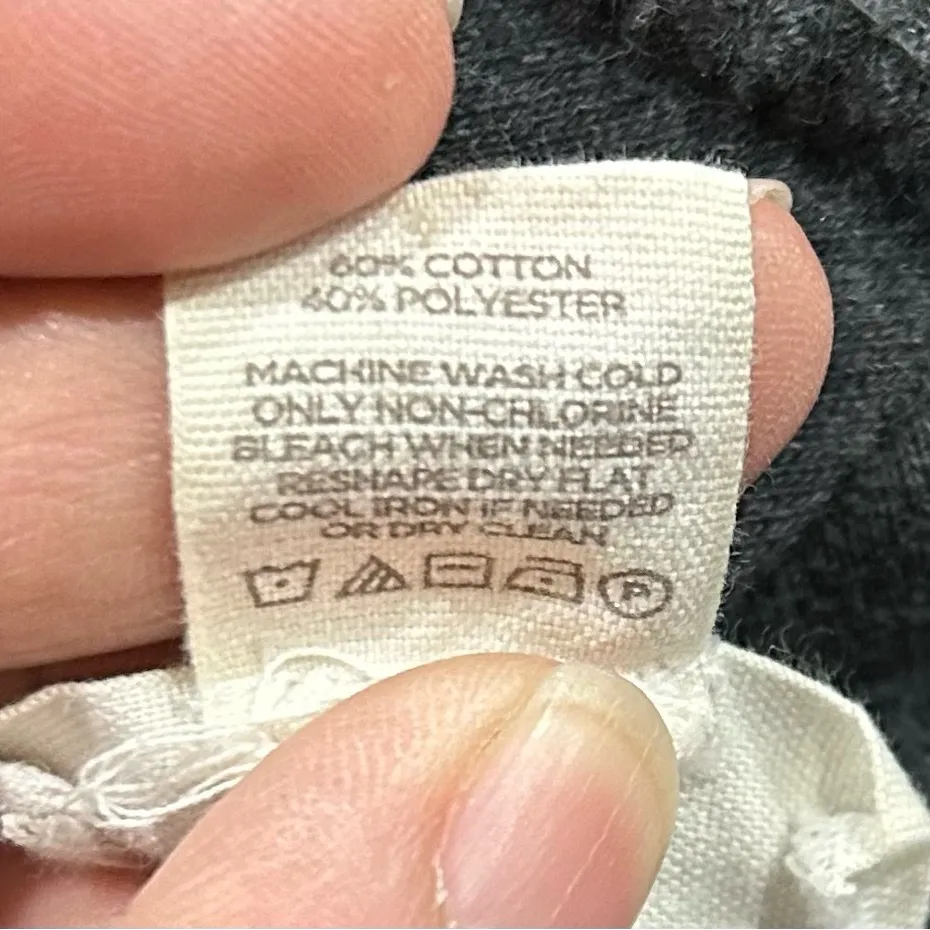 60% COTTON
40% POLYESTER
MACHINE WASH COLD
ONLY NON-CHLORINE
BLEACH WHEN NEEDED
RESHAPE DRY FLAT
COOL IRON IF NEEDED
OR DRY CLEAN
P